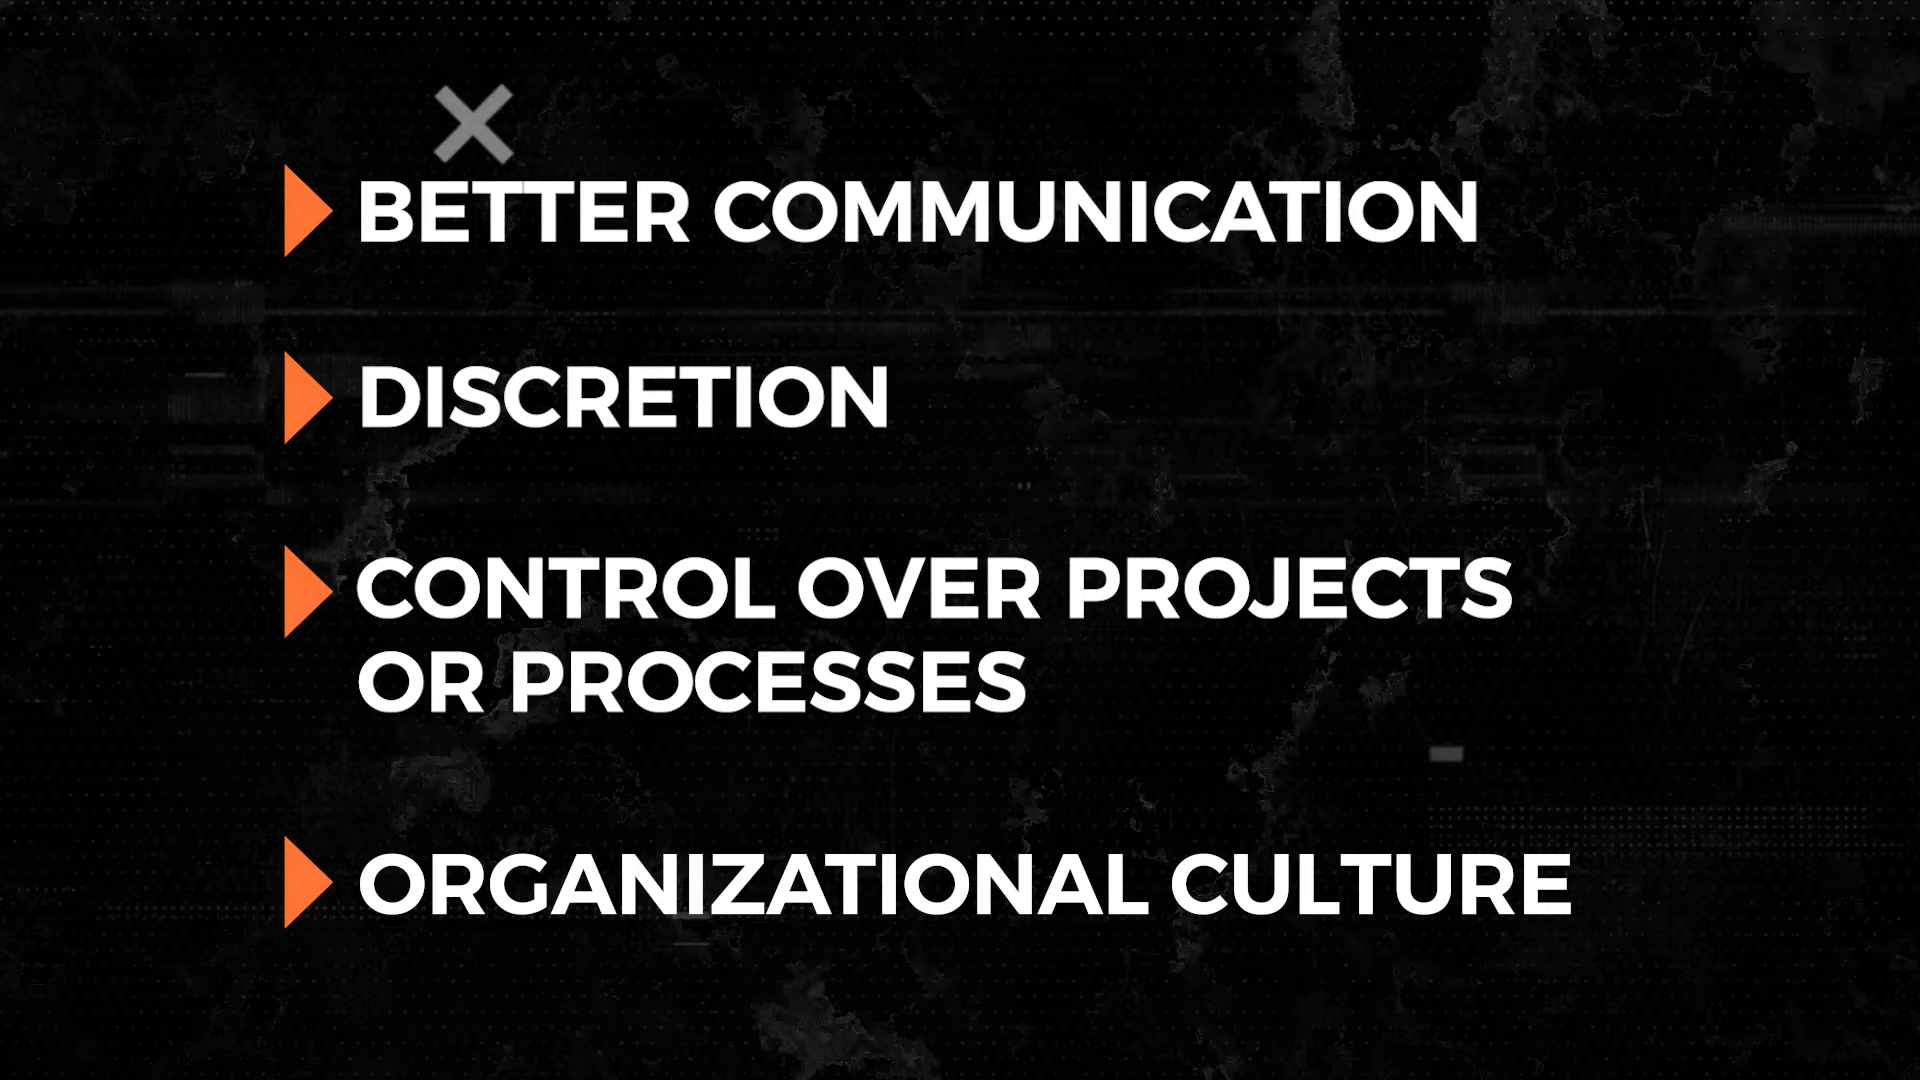 BETTER COMMUNICATION
DISCRETION
CONTROL OVER PROJECTS
OR PROCESSES
ORGANIZATIONAL CULTURE